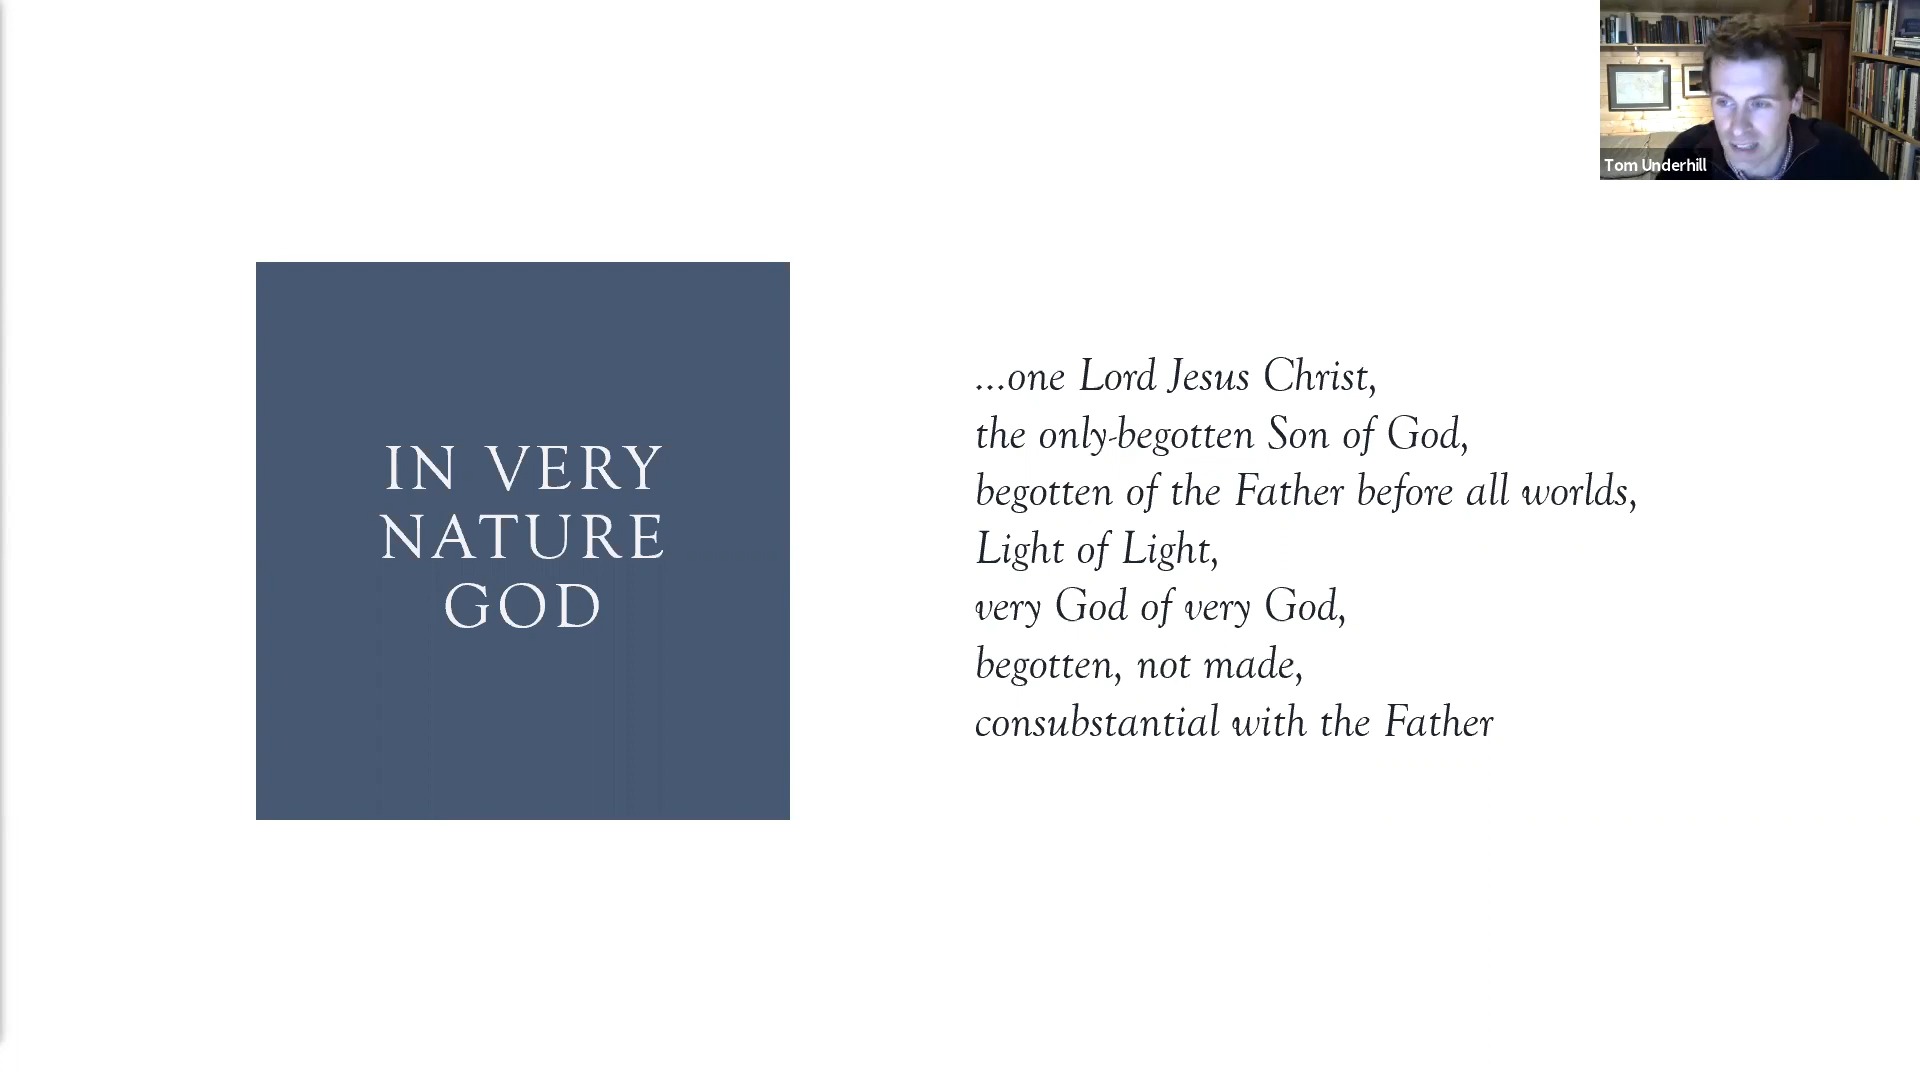 IN VERY
NATURE
GOD
...one Lord Jesus Christ,
the only-begotten Son of God,
begotten of the Father before all worlds,
Light of Light,
very God of very God,
begotten, not made,
consubstantial with the Father
Tom Underhill